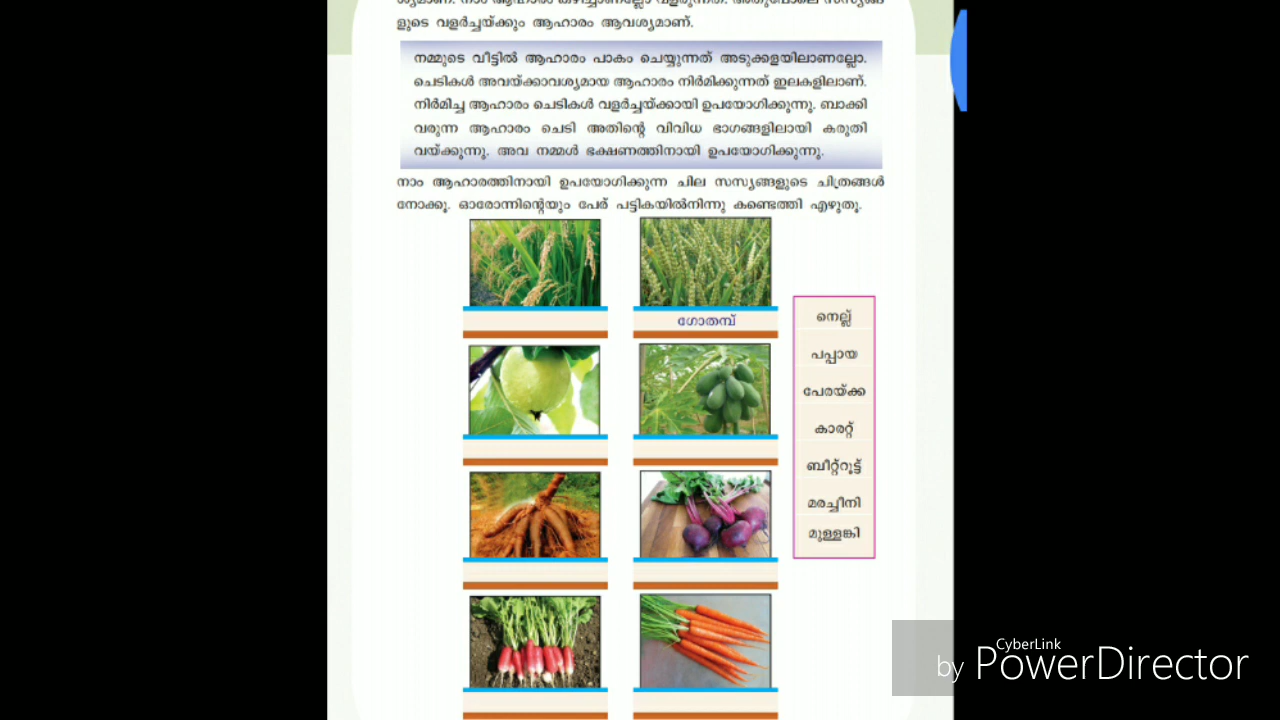 ളുടെ വളർച്ചയ്ക്കും ആഹാരം ആവശ്യമാണ്.
നമ്മുടെ വീട്ടിൽ ആഹാരം പാകം ചെയ്യുന്നത് അടുക്കളയിലാണല്ലോ.
ചെടികൾ അവയ്ക്കാവശ്യമായ ആഹാരം നിർമിക്കുന്നത് ഇലകളിലാണ്.
നിർമിച്ച ആഹാരം ചെടികൾ വളർച്ചയ്ക്കായി ഉപയോഗിക്കുന്നു. ബാക്കി
വരുന്ന ആഹാരം ചെടി അതിന്റെ വിവിധ ഭാഗങ്ങളിലായി കരുതി
വയ്ക്കുന്നു. അവ നമ്മൾ ഭക്ഷണത്തിനായി ഉപയോഗിക്കുന്നു.
നാം ആഹാരത്തിനായി ഉപയോഗിക്കുന്ന ചില സസ്യങ്ങളുടെ ചിത്രങ്ങൾ
നോക്കൂ. ഓരോന്നിന്റെയും പേര് പട്ടികയിൽനിന്നു കണ്ടെത്തി എഴുതൂ.
ഗോതമ്പ്
നെല്ല്
പപ്പായ
പേരയ്ക്ക
കാരറ്റ്
ബീറ്റ്റൂട്ട്
മരച്ചീനി
മുള്ളങ്കി
CyberLink
by PowerDirector